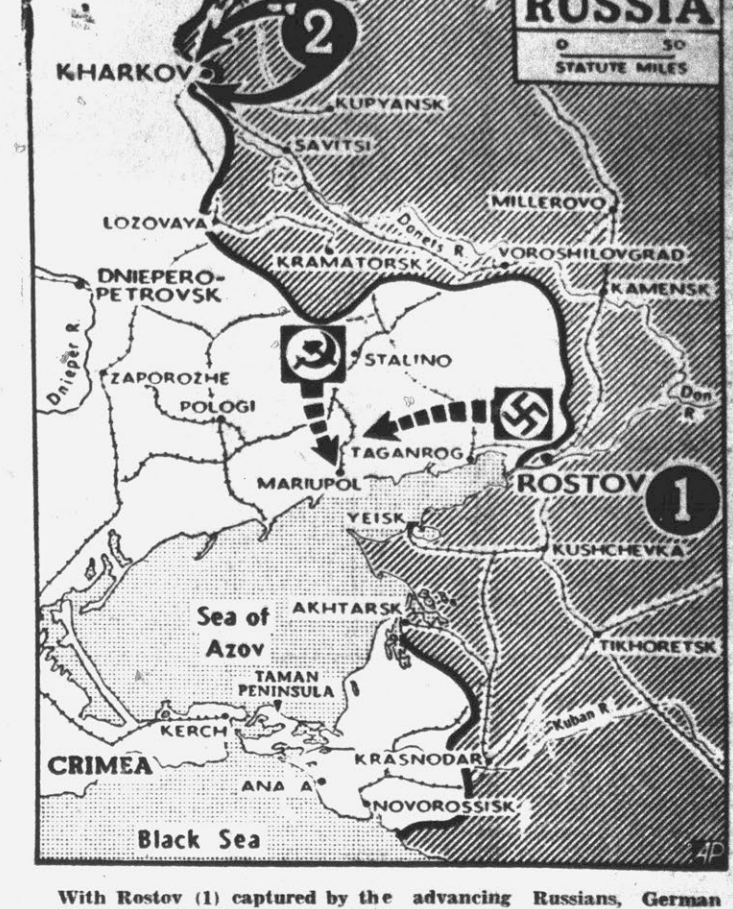 RUSSIA
0 50
STATUTE MILES
2
KHARKOV
KUPYANSK
SAVITSI
MILLEROVO
LOZOVAYA
Donets R.
KRAMATORSK
VOROSHILOVGRAD
DNIEPERO-
PETROVSK
KAMENSK
Dnieper R.
STALINO
ZAPOROZHE
Don
R.
POLOGI
TAGANROG
MARIUPOL
ROSTOV
1
YEISK
KUSHCHEVKA
Sea of
Azov
AKHTARSK
TIKHORETSK
TAMAN
PENINSULA
KERCH
Kuban R.
CRIMEA
KRASNODAR
ANA A
NOVOROSSISK
Black Sea
AP
With Rostov (1) captured by the advancing Russians, German